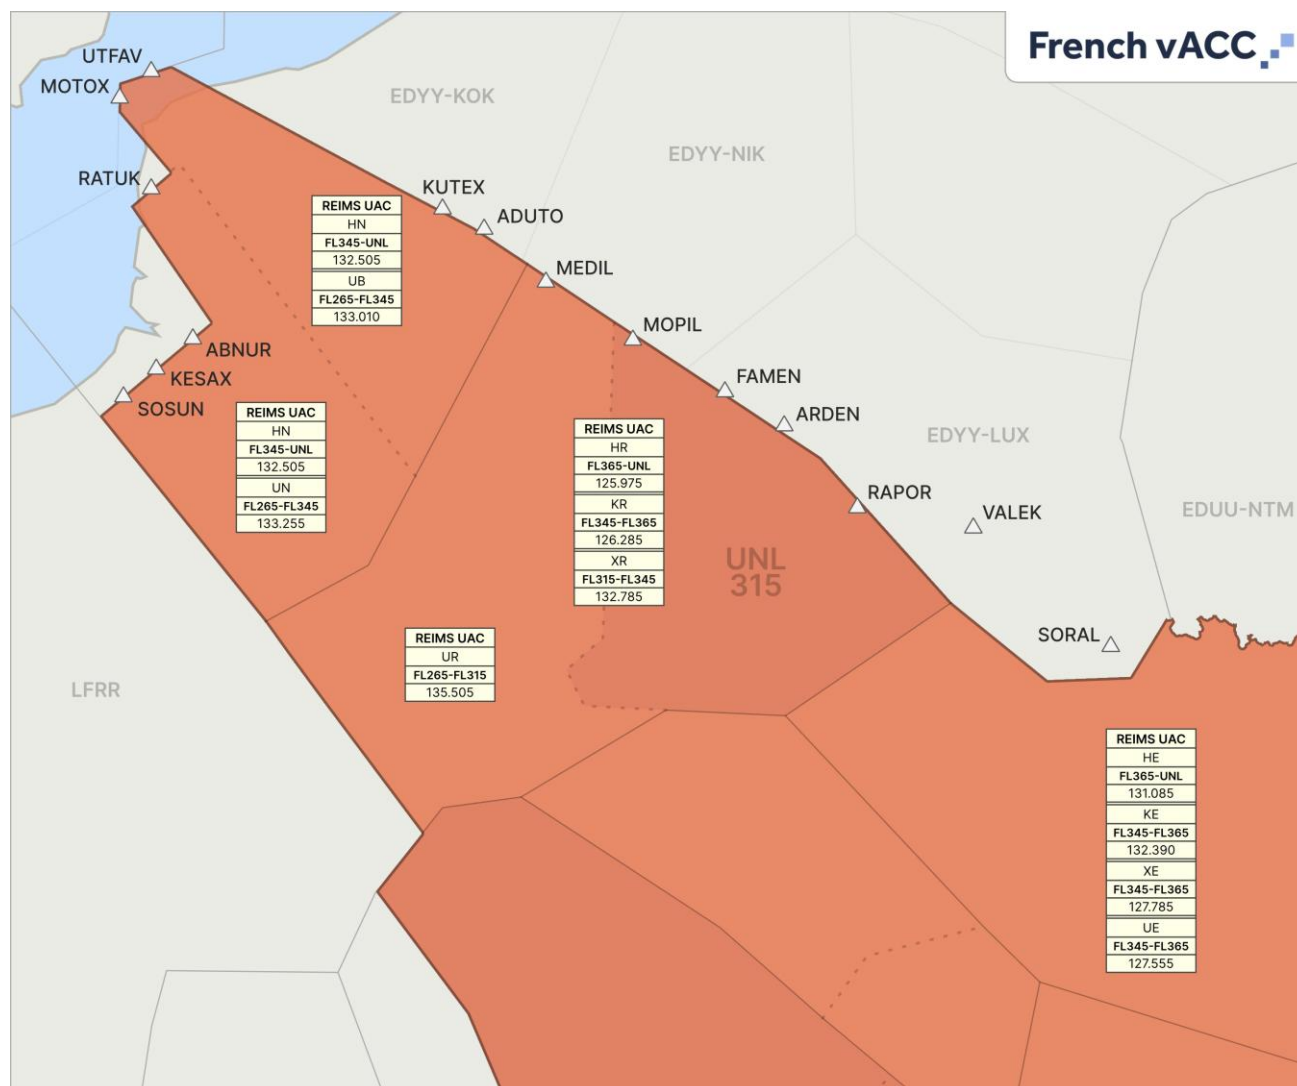 French vACC
UTFAV
MOTOX
EDYY-KOK
EDYY-NIK
RATUK
KUTEX
ADUTO
REIMS UAC
HN
FL345-UNL
132.505
UB
FL265-FL345
133.010
MEDIL
MOPIL
ABNUR
KESAX
SOSUN
FAMEN
ARDEN
EDYY-LUX
REIMS UAC
HN
FL345-UNL
132.505
UN
FL265-FL345
133.255
REIMS UAC
HR
FL365-UNL
125.975
KR
FL345-FL365
126.285
XR
FL315-FL345
132.785
RAPOR
VALEK
EDUU-NTM
UNL
315
SORAL
REIMS UAC
UR
FL265-FL315
135.505
LFRR
REIMS UAC
HE
FL365-UNL
131.085
KE
FL345-FL365
132.390
XE
FL345-FL365
127.785
UE
FL345-FL365
127.555